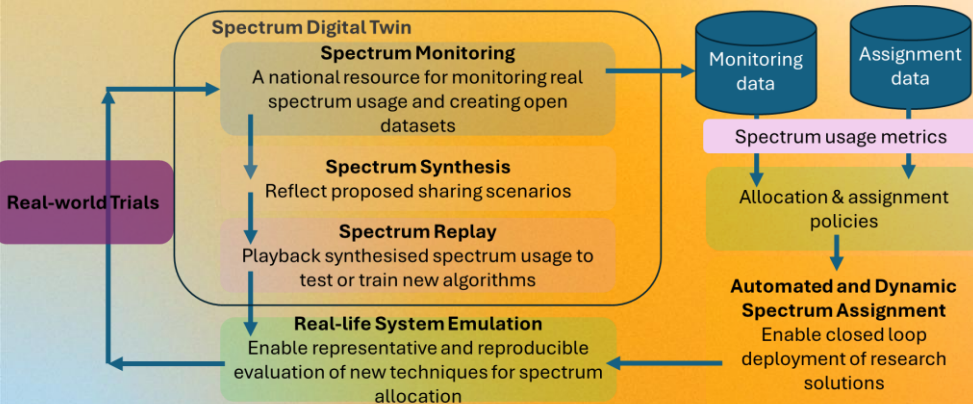 Spectrum Digital Twin
Spectrum Monitoring
A national resource for monitoring real
spectrum usage and creating open
datasets
Spectrum Synthesis
Reflect proposed sharing scenarios
Spectrum Replay
Playback synthesised spectrum usage to
test or train new algorithms
Real-life System Emulation
Enable representative and reproducible
evaluation of new techniques for spectrum
allocation
Real-world Trials
Monitoring
data
Assignment
data
Spectrum usage metrics
Allocation & assignment
policies
Automated and Dynamic
Spectrum Assignment
Enable closed loop
deployment of research
solutions